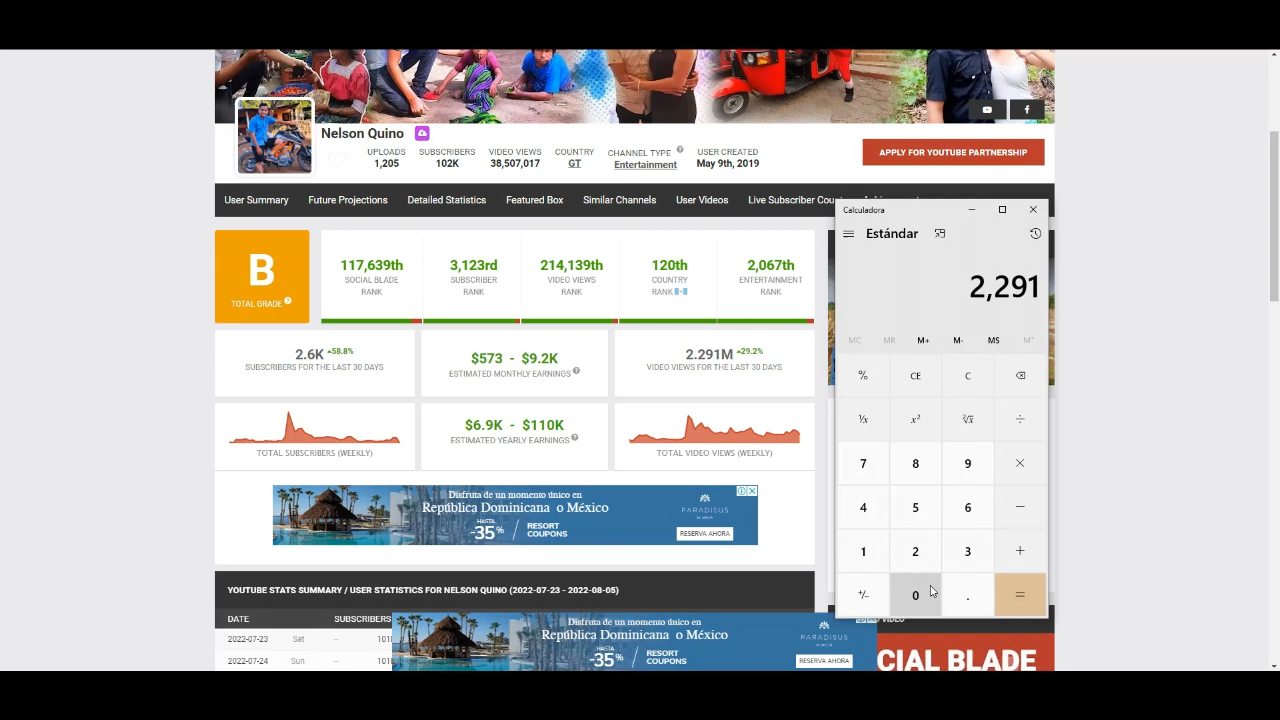 Nelson Quino
UPLOADS
1,205
SUBSCRIBERS
102K
VIDEO VIEWS
38,507,017
COUNTRY
GT
CHANNEL TYPE
Entertainment
USER CREATED
May 9th, 2019
APPLY FOR YOUTUBE PARTNERSHIP
User Summary
Future Projections
Detailed Statistics
Featured Box
Similar Channels
User Videos
Live Subscriber
B
TOTAL GRADE
117,639th
SOCIAL BLADE
RANK
3,123rd
SUBSCRIBER
RANK
214,139th
VIDEO VIEWS
RANK
120th
COUNTRY
RANK
2,067th
ENTERTAINMENT
RANK
2.6K 58.8%
SUBSCRIBERS FOR THE LAST 30 DAYS
$573 - $9.2K
ESTIMATED MONTHLY EARNINGS
2.291M 29.2%
VIDEO VIEWS FOR THE LAST 30 DAYS
TOTAL SUBSCRIBERS (WEEKLY)
$6.9K - $110K
ESTIMATED YEARLY EARNINGS
TOTAL VIDEO VIEWS (WEEKLY)
Disfruta de un momento único en
República Dominicana o México
HASTA
-35%
RESORT
COUPONS
PARADISUS
RESERVA AHORA
YOUTUBE STATS SUMMARY / USER STATISTICS FOR NELSON QUINO (2022-07-23 - 2022-08-05)
DATE
SUBSCRIBERS
2022-07-23 Sat --
2022-07-24 Sun --
Disfruta de un momento único en
República Dominicana o México
HASTA
-35%
RESORT
COUPONS
PARADISUS
RESERVA AHORA
CIAL BLADE
Calculadora
Estándar
2,291
MC MR M+ M- MS
% CE C
¹/x x² ²√x ÷
7 8 9 ×
4 5 6 −
1 2 3 +
+/− 0 . =